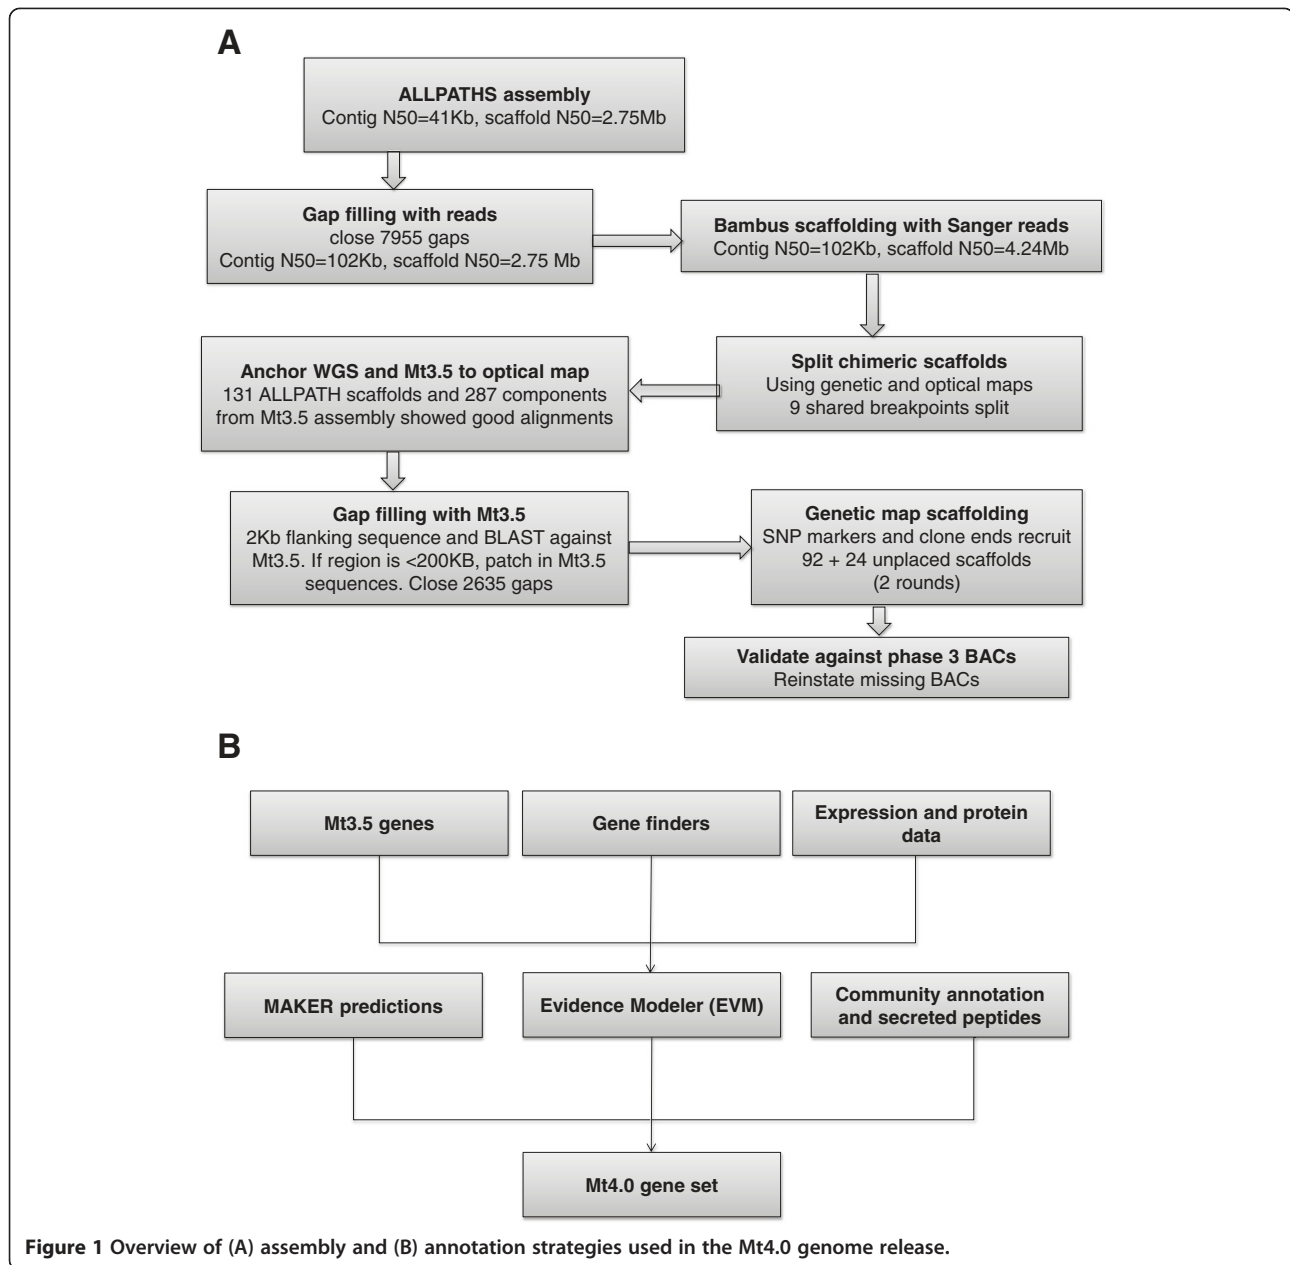 A
ALLPATHS assembly
Contig N50=41Kb, scaffold N50=2.75Mb
Gap filling with reads
close 7955 gaps
Contig N50=102Kb, scaffold N50=2.75 Mb
Bambus scaffolding with Sanger reads
Contig N50=102Kb, scaffold N50=4.24Mb
Split chimeric scaffolds
Using genetic and optical maps
9 shared breakpoints split
Anchor WGS and Mt3.5 to optical map
131 ALLPATH scaffolds and 287 components
from Mt3.5 assembly showed good alignments
Gap filling with Mt3.5
2Kb flanking sequence and BLAST against
Mt3.5. If region is <200KB, patch in Mt3.5
sequences. Close 2635 gaps
Genetic map scaffolding
SNP markers and clone ends recruit
92 + 24 unplaced scaffolds
(2 rounds)
Validate against phase 3 BACs
Reinstate missing BACs
B
Mt3.5 genes
Gene finders
Expression and protein
data
MAKER predictions
Evidence Modeler (EVM)
Community annotation
and secreted peptides
Mt4.0 gene set
Figure 1 Overview of (A) assembly and (B) annotation strategies used in the Mt4.0 genome release.